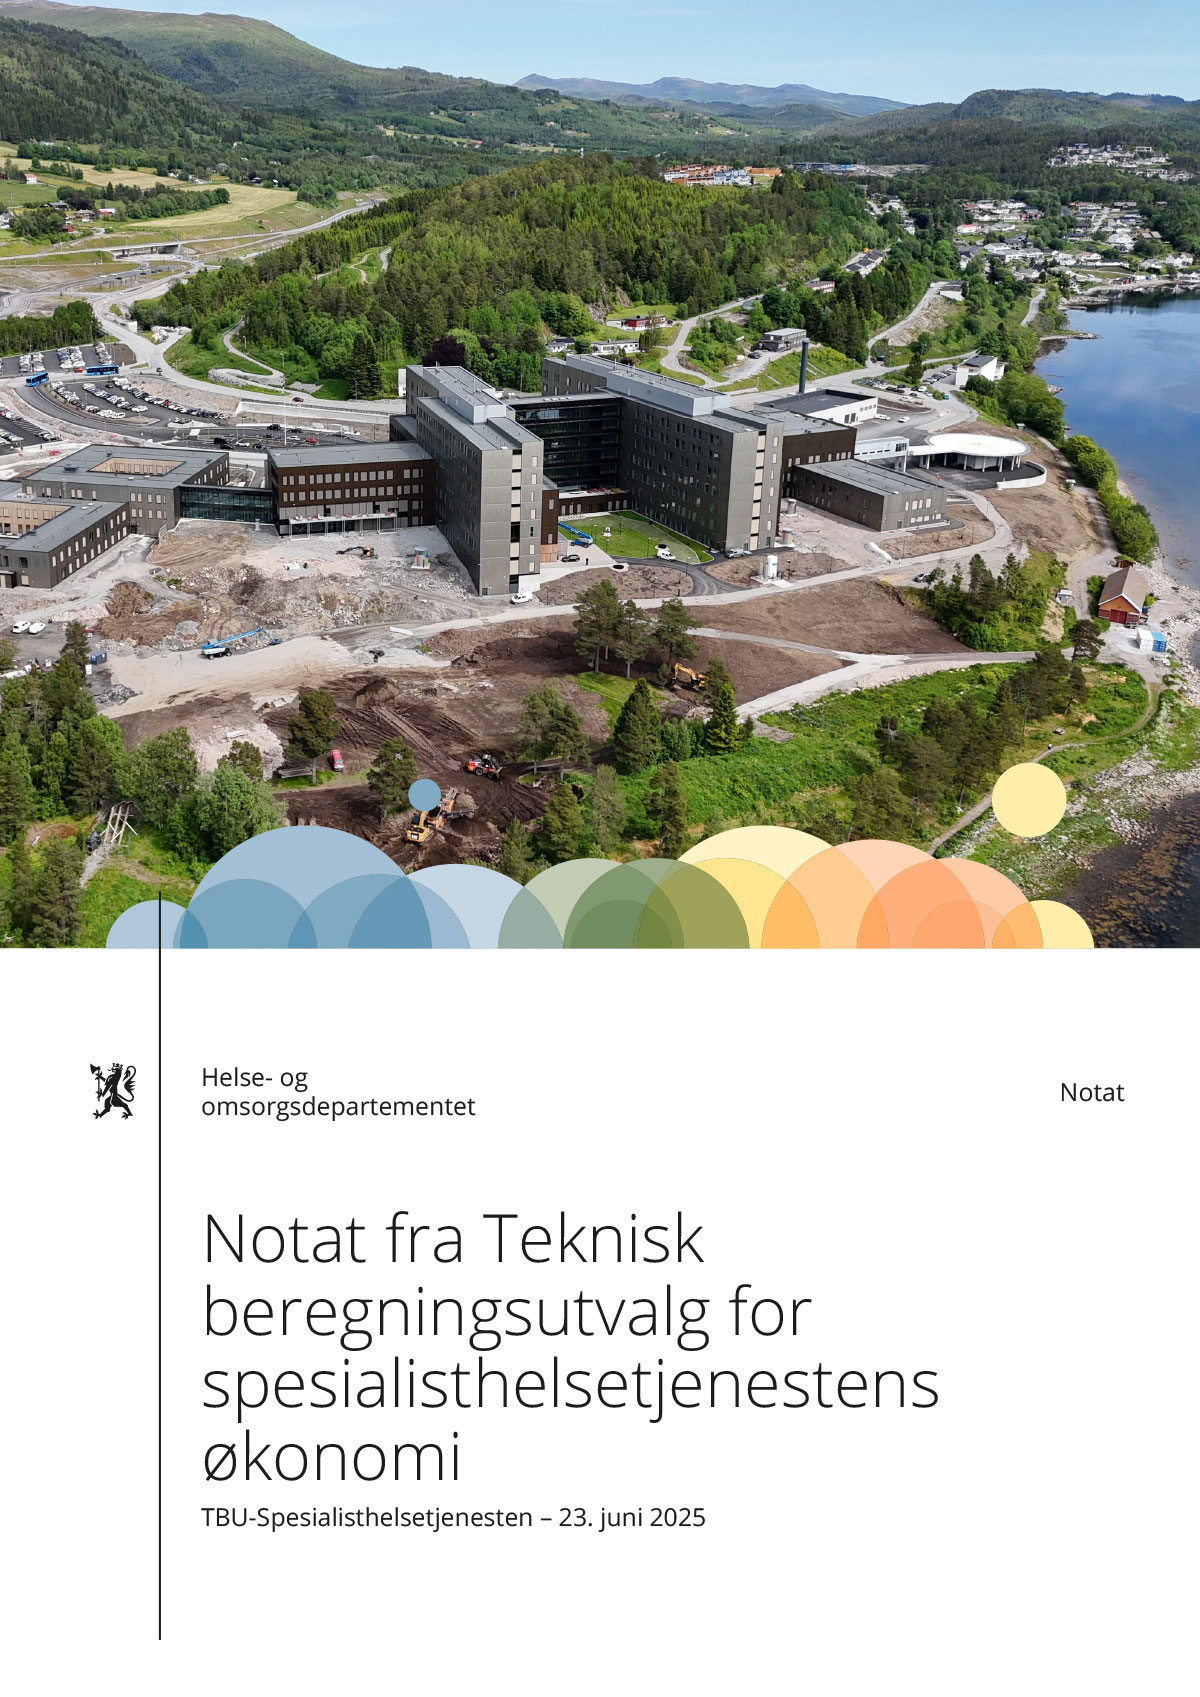 Helse- og
omsorgsdepartementet
Notat
Notat fra Teknisk
beregningsutvalg for
spesialisthelsetjenestens
økonomi
TBU-Spesialisthelsetjenesten – 23. juni 2025